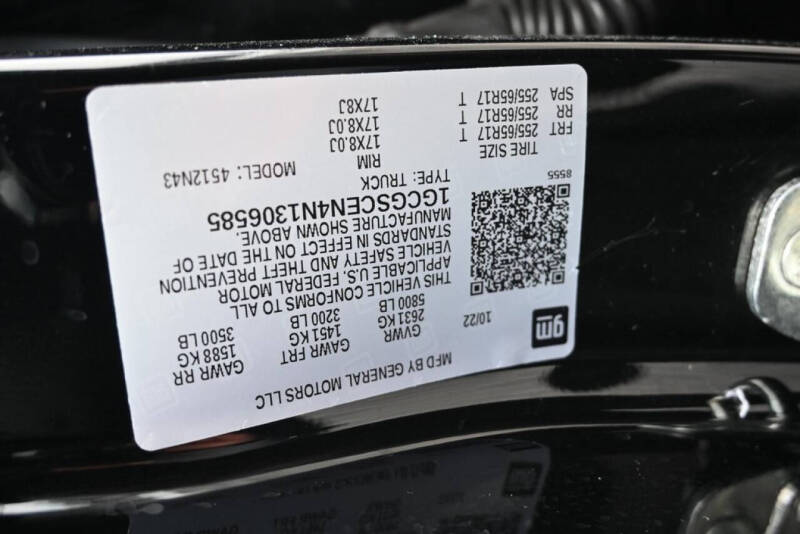 MFD BY GENERAL MOTORS LLC
gm
10/22 GVWR GAWR FRT GAWR RR
2631 KG 1451 KG 1588 KG
5800 LB 3200 LB 3500 LB
THIS VEHICLE CONFORMS TO ALL
APPLICABLE U.S. FEDERAL MOTOR
VEHICLE SAFETY AND THEFT PREVENTION
STANDARDS IN EFFECT ON THE DATE OF
MANUFACTURE SHOWN ABOVE.
1GCGSCEN4N1306585
8555 TYPE: TRUCK MODEL: 4512N43
TIRE SIZE RIM
FRT 255/65R17 T 17X8.0J
RR 255/65R17 T 17X8.0J
SPA 255/65R17 T 17X8J